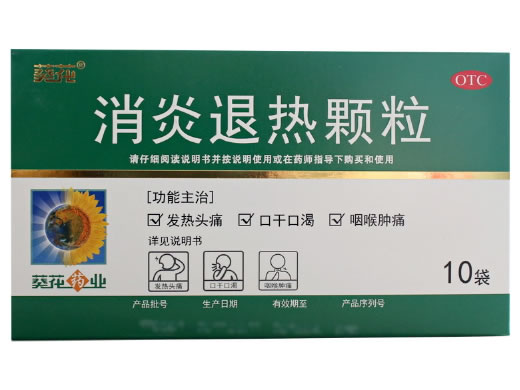 葵花®
OTC
消炎退热颗粒
请仔细阅读说明书并按说明使用或在药师指导下购买和使用
[功能主治]
☑发热头痛 ☑口干口渴 ☑咽喉肿痛
详见说明书
发热头痛 口干口渴 咽喉肿痛
葵花药业
10袋
产品批号 生产日期 有效期至 产品序列号